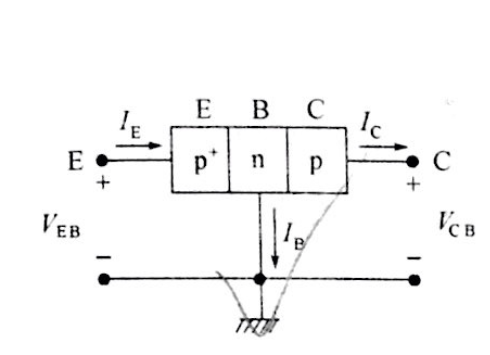 E B C
I_E I_C
E p⁺ n p C
+ +
V_EB I_B V_CB
− −